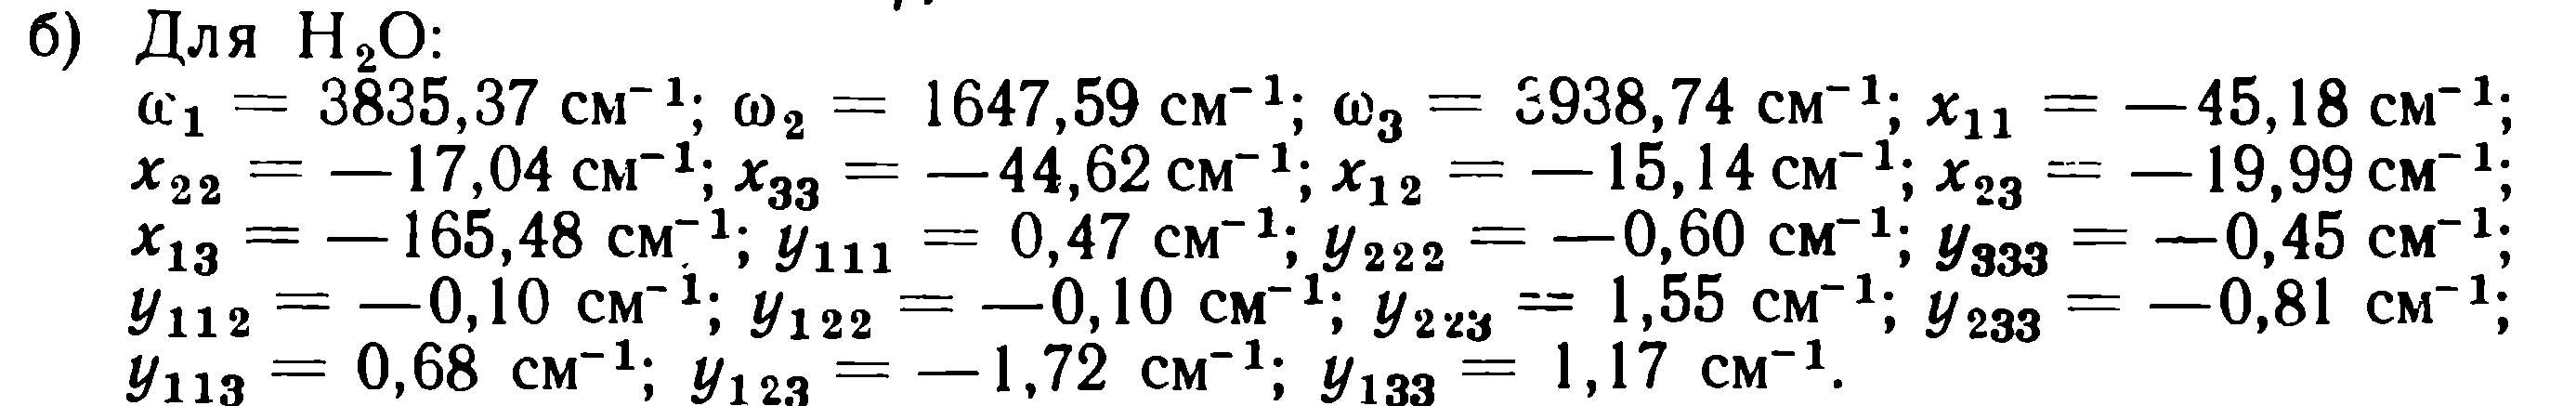 б) Для H₂O:
ω₁ = 3835,37 см⁻¹; ω₂ = 1647,59 см⁻¹; ω₃ = 3938,74 см⁻¹; x₁₁ = —45,18 см⁻¹;
x₂₂ = —17,04 см⁻¹; x₃₃ = —44,62 см⁻¹; x₁₂ = —15,14 см⁻¹; x₂₃ = —19,99 см⁻¹;
x₁₃ = —165,48 см⁻¹; y₁₁₁ = 0,47 см⁻¹; y₂₂₂ = —0,60 см⁻¹; y₃₃₃ = —0,45 см⁻¹;
y₁₁₂ = —0,10 см⁻¹; y₁₂₂ = —0,10 см⁻¹; y₂₂₃ = 1,55 см⁻¹; y₂₃₃ = —0,81 см⁻¹;
y₁₁₃ = 0,68 см⁻¹; y₁₂₃ = —1,72 см⁻¹; y₁₃₃ = 1,17 см⁻¹.